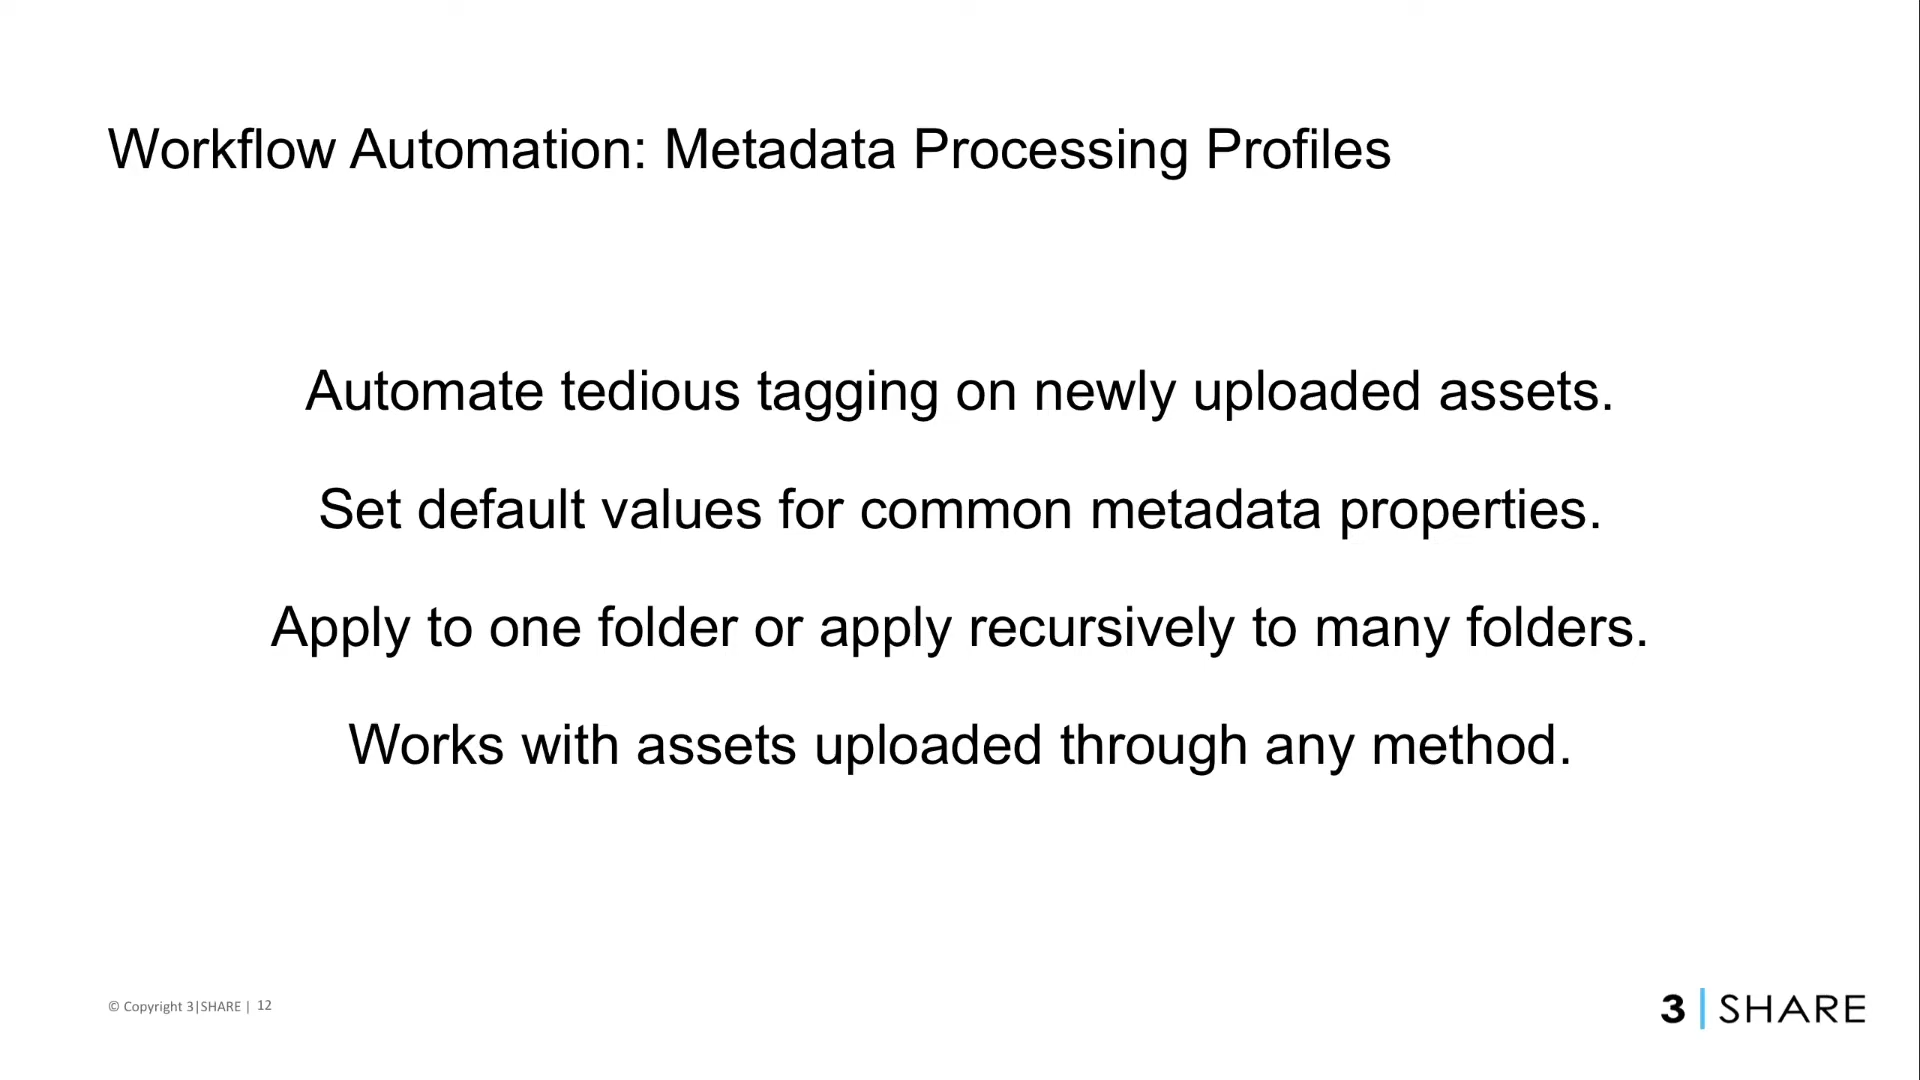 Workflow Automation: Metadata Processing Profiles
Automate tedious tagging on newly uploaded assets.
Set default values for common metadata properties.
Apply to one folder or apply recursively to many folders.
Works with assets uploaded through any method.
© Copyright 3|SHARE | 12
3 | SHARE